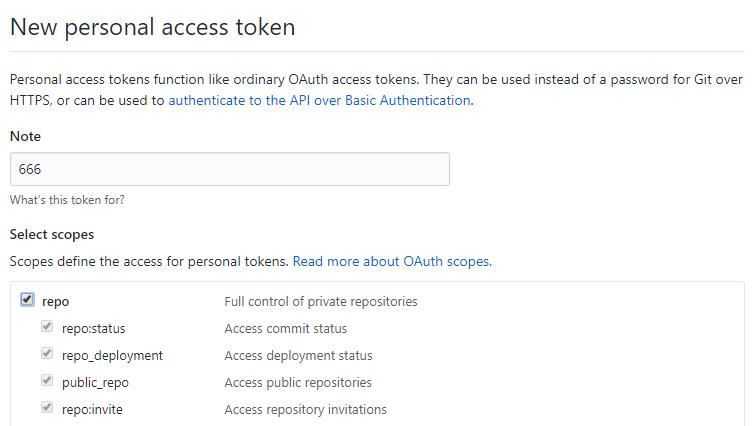 New personal access token
Personal access tokens function like ordinary OAuth access tokens. They can be used instead of a password for Git over
HTTPS, or can be used to authenticate to the API over Basic Authentication.
Note
666
What's this token for?
Select scopes
Scopes define the access for personal tokens. Read more about OAuth scopes.
repo Full control of private repositories
repo:status Access commit status
repo_deployment Access deployment status
public_repo Access public repositories
repo:invite Access repository invitations